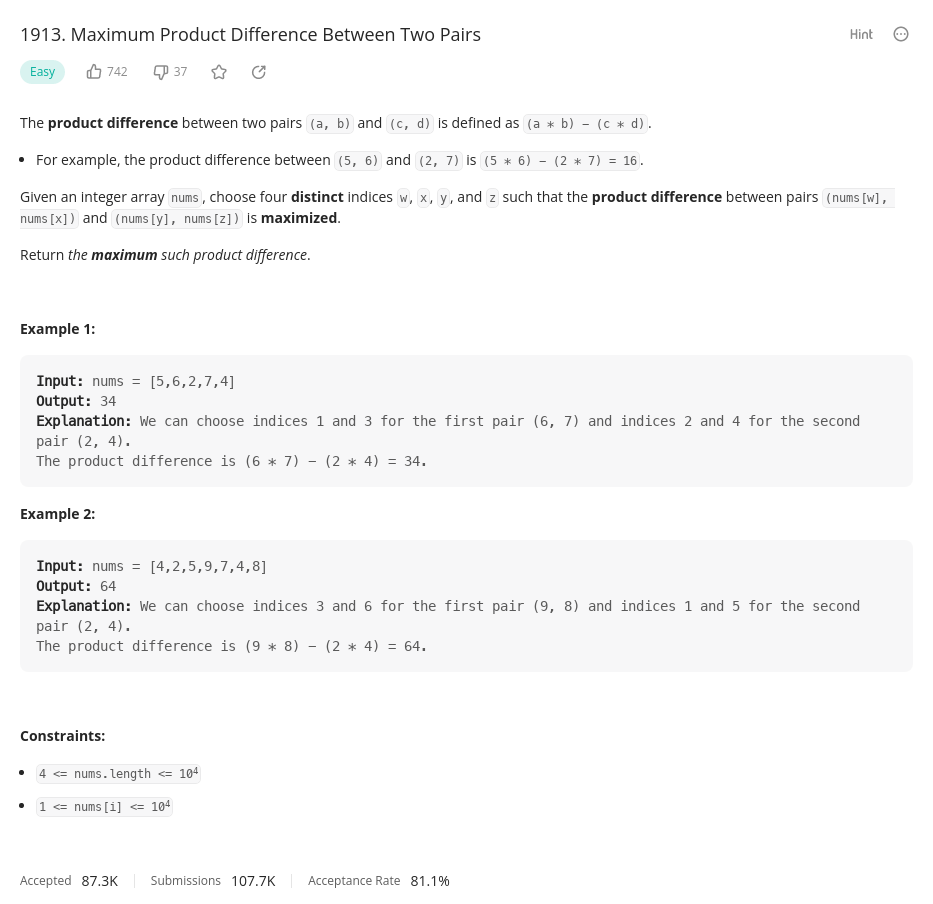 1913. Maximum Product Difference Between Two Pairs
Hint
Easy 742 37
The product difference between two pairs (a, b) and (c, d) is defined as (a * b) − (c * d).
• For example, the product difference between (5, 6) and (2, 7) is (5 * 6) − (2 * 7) = 16.
Given an integer array nums, choose four distinct indices w, x, y, and z such that the product difference between pairs (nums[w],
nums[x]) and (nums[y], nums[z]) is maximized.
Return the maximum such product difference.
Example 1:
Input: nums = [5,6,2,7,4]
Output: 34
Explanation: We can choose indices 1 and 3 for the first pair (6, 7) and indices 2 and 4 for the second
pair (2, 4).
The product difference is (6 * 7) − (2 * 4) = 34.
Example 2:
Input: nums = [4,2,5,9,7,4,8]
Output: 64
Explanation: We can choose indices 3 and 6 for the first pair (9, 8) and indices 1 and 5 for the second
pair (2, 4).
The product difference is (9 * 8) − (2 * 4) = 64.
Constraints:
• 4 <= nums.length <= 10⁴
• 1 <= nums[i] <= 10⁴
Accepted 87.3K Submissions 107.7K Acceptance Rate 81.1%